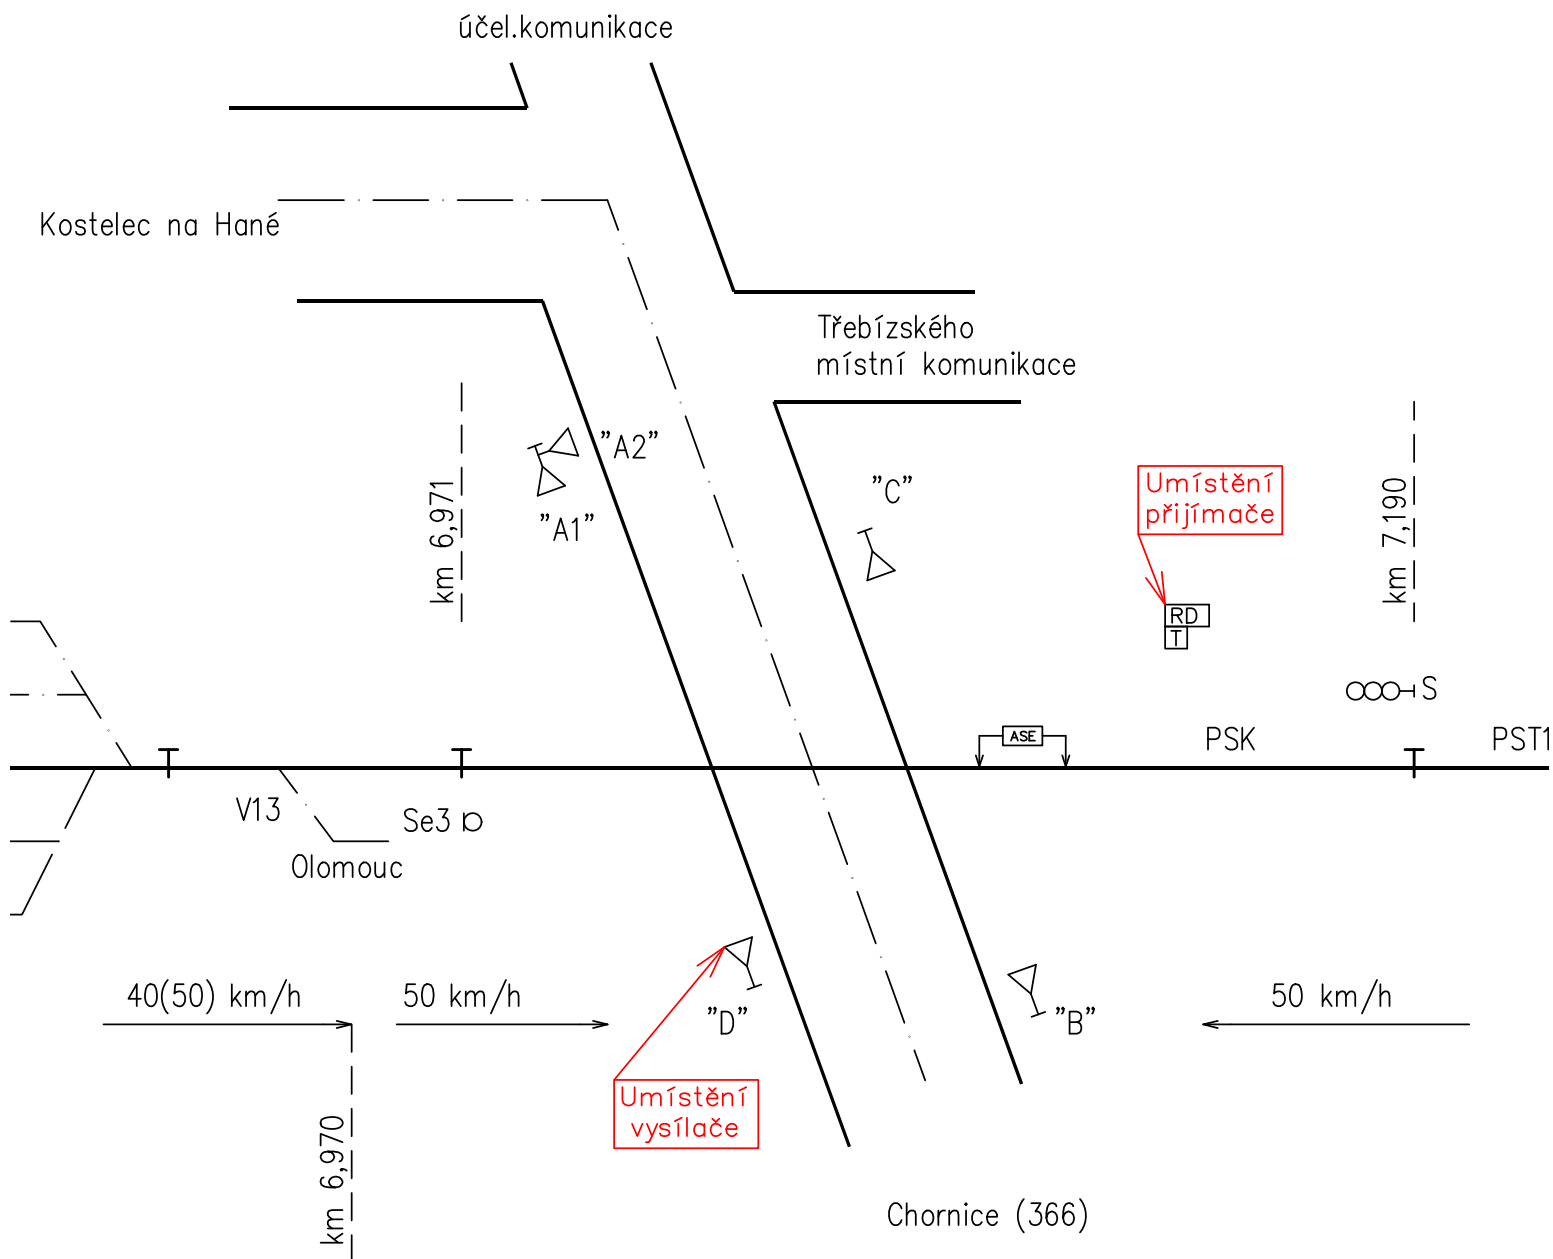 účel.komunikace
Kostelec na Hané
Třebízského
místní komunikace
"A2"
"A1"
"C"
km 6,971
Umístění
přijímače
km 7,190
RD
T
S
ASE
PSK
PST1
V13
Se3
Olomouc
40(50) km/h
50 km/h
"D"
"B"
50 km/h
Umístění
vysílače
km 6,970
Chornice (366)